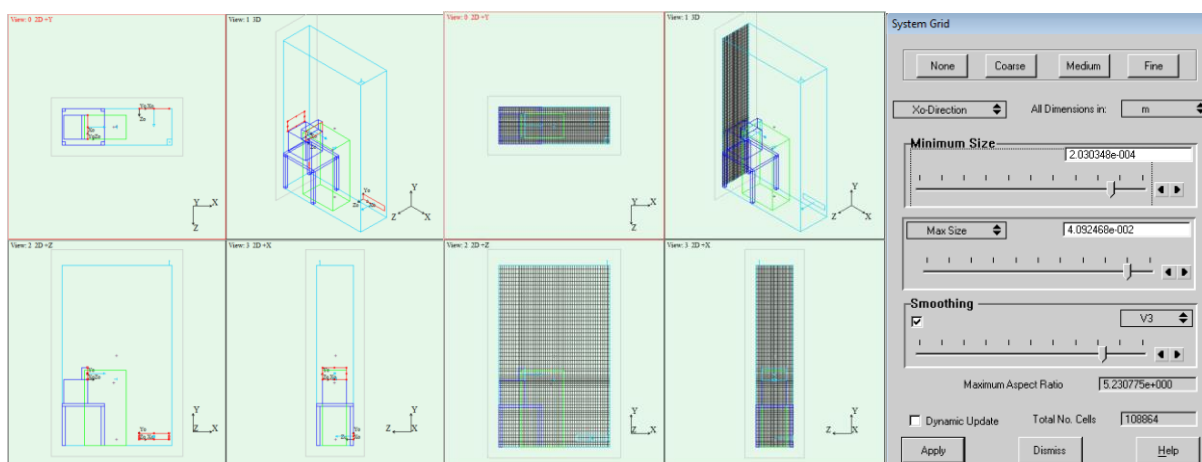 View: 0 2D +Y
View: 1 3D
View: 0 2D +Y
View: 1 3D
Y X
Z
Y
Z X
Y X
Z
Y
Z X
View: 2 2D +Z
View: 3 2D +X
View: 2 2D +Z
View: 3 2D +X
Y
Z X
Y
Z X
Y
Z X
Y
Z X
System Grid
None Coarse Medium Fine
Xo-Direction All Dimensions in: m
Minimum Size
2.030348e-004
Max Size 4.092468e-002
Smoothing
V3
Maximum Aspect Ratio 5.230775e+000
Dynamic Update Total No. Cells 108864
Apply Dismiss Help